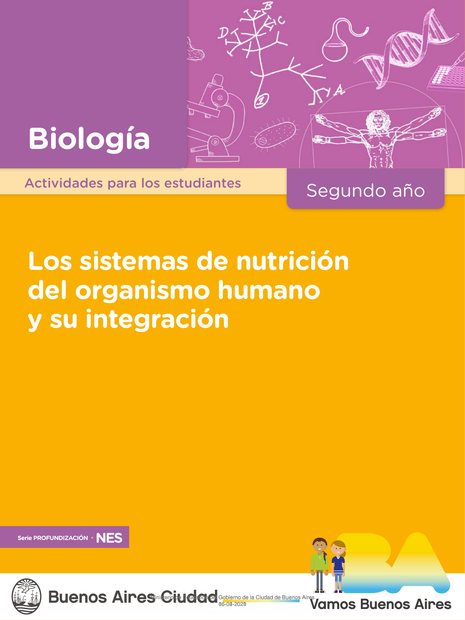 Biología
Actividades para los estudiantes
Segundo año
Los sistemas de nutrición
del organismo humano
y su integración
Serie PROFUNDIZACIÓN · NES
BA
Buenos Aires Ciudad
Gobierno de la Ciudad de Buenos Aires
Vamos Buenos Aires